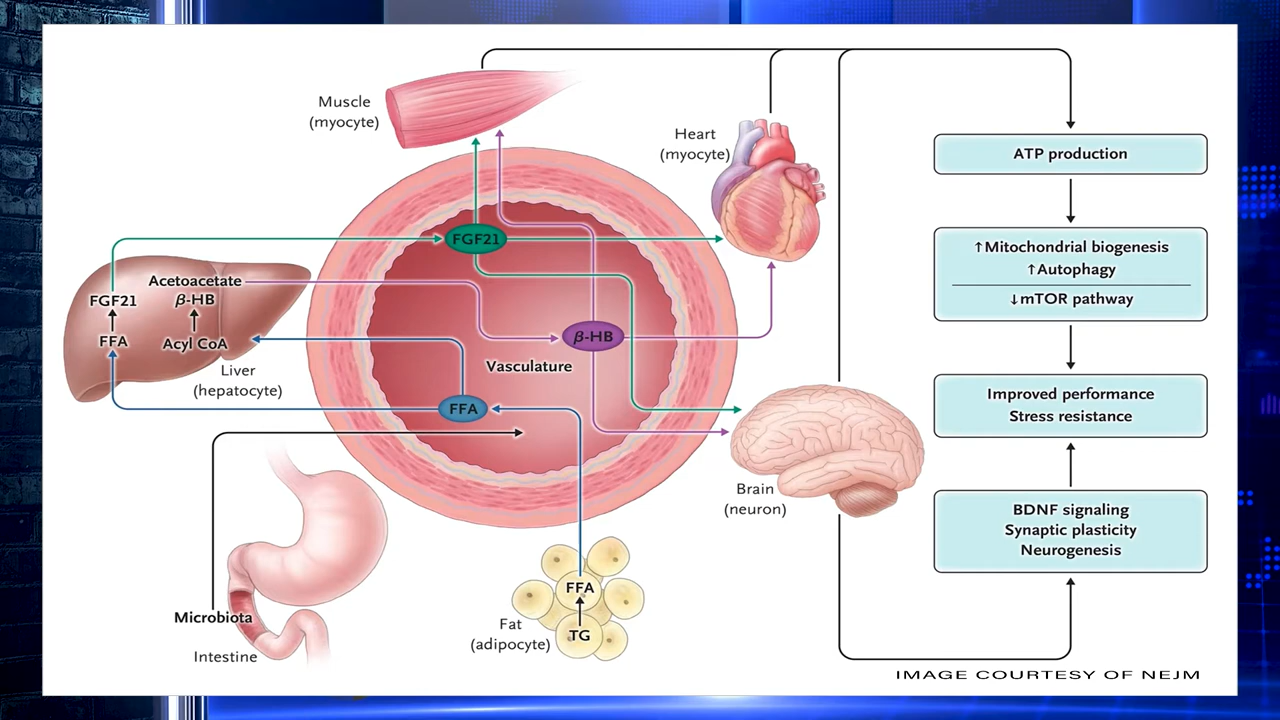 Muscle
(myocyte)
Heart
(myocyte)
ATP production
FGF21
↑Mitochondrial biogenesis
↑Autophagy
↓mTOR pathway
Acetoacetate
FGF21
β-HB
FFA
Acyl CoA
β-HB
Vasculature
Liver
(hepatocyte)
FFA
Improved performance
Stress resistance
Brain
(neuron)
BDNF signaling
Synaptic plasticity
Neurogenesis
FFA
TG
Fat
(adipocyte)
Microbiota
Intestine
IMAGE COURTESY OF NEJM